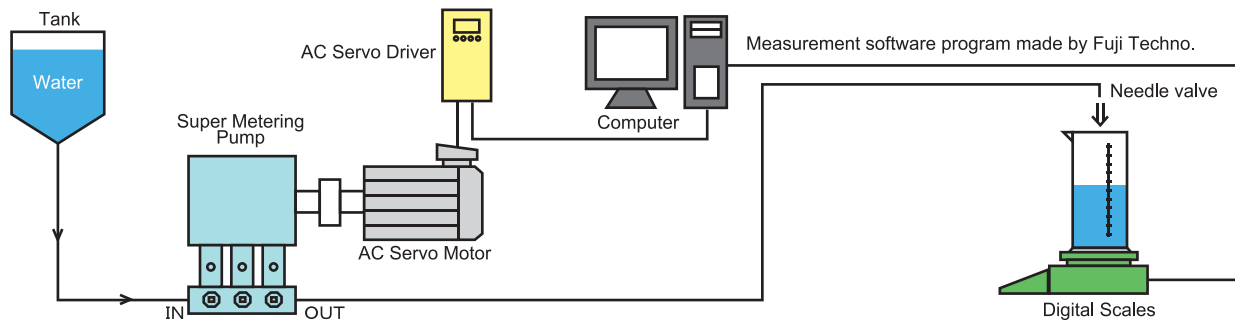 Tank
Water
Super Metering
Pump
IN
OUT
AC Servo Driver
AC Servo Motor
Computer
Measurement software program made by Fuji Techno.
Needle valve
Digital Scales